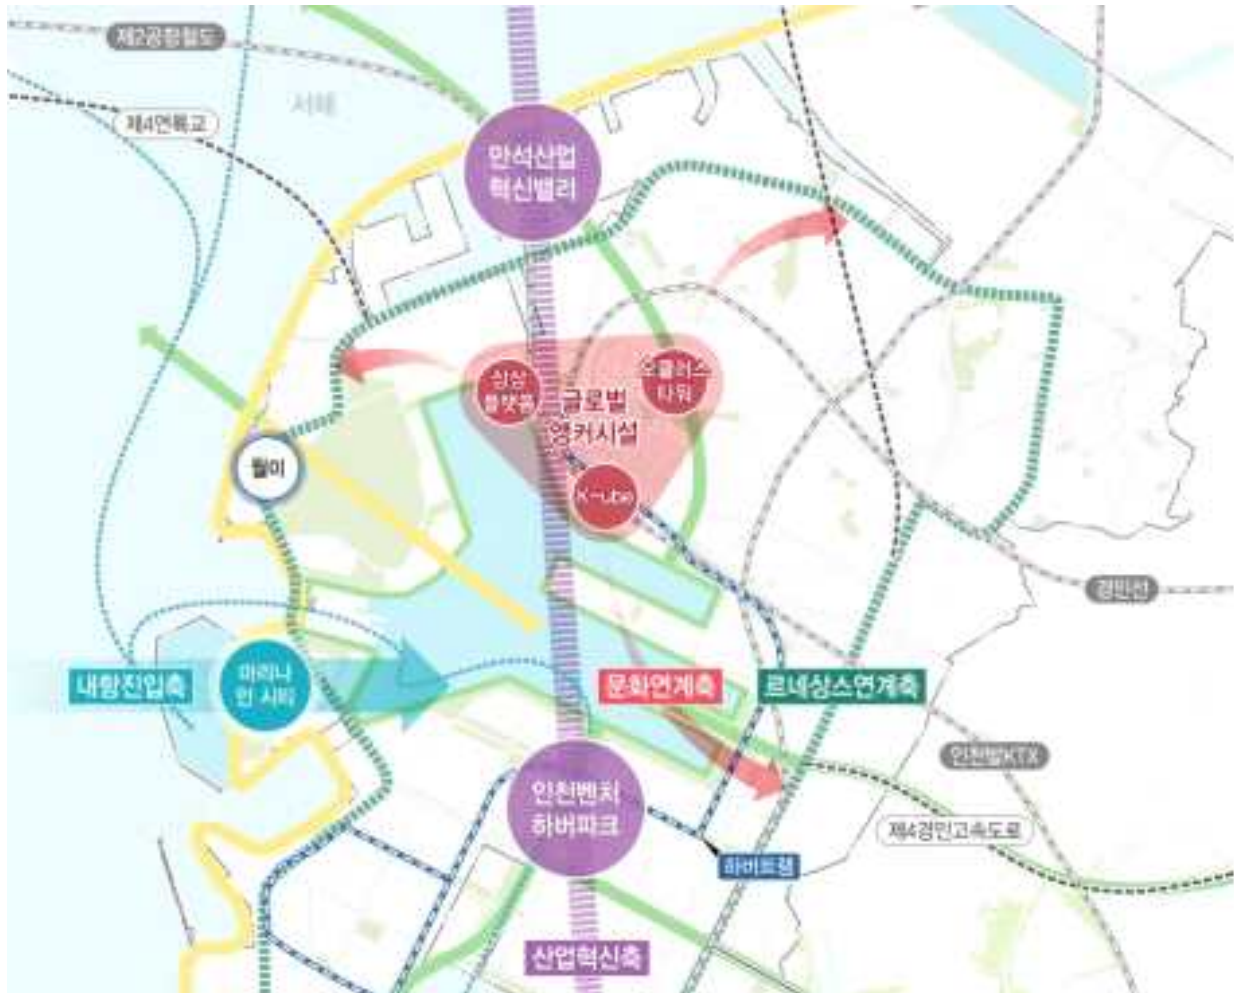 제2공항철도
서해
제4연륙교
만석산업
혁신밸리
상상
플랫폼
오큘러스
타워
글로벌
앵커시설
K-ube
월미
경인선
내항진입축
마리나
인 시티
문화연계축
르네상스연계축
인천발KTX
인천벤처
하버파크
제4경인고속도로
하버트램
산업혁신축